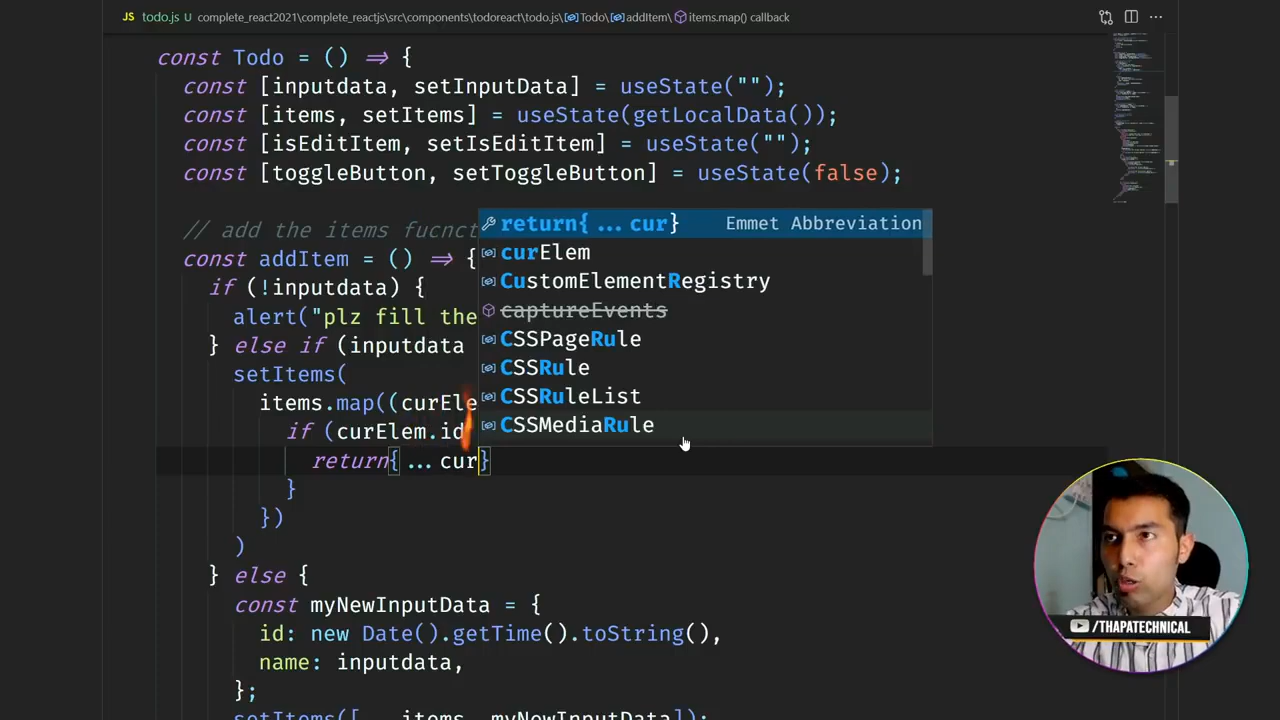 JS todo.js U complete_react2021\complete_reactjs\src\components\todoreact\todo.js\Todo\addItem\items.map() callback
const Todo = () => {
const [inputdata, setInputData] = useState("");
const [items, setItems] = useState(getLocalData());
const [isEditItem, setIsEditItem] = useState("");
const [toggleButton, setToggleButton] = useState(false);
// add the items fucnct
return{...cur} Emmet Abbreviation
const addItem = () => {
curElem
if (!inputdata) {
CustomElementRegistry
alert("plz fill the
captureEvents
} else if (inputdata
CSSPageRule
setItems(
CSSRule
items.map((curEle
CSSRuleList
if (curElem.id
CSSMediaRule
return{...cur}
}
})
)
} else {
const myNewInputData = {
id: new Date().getTime().toString(),
name: inputdata,
};
setItems([...items, myNewInputData]);
/THAPATECHNICAL